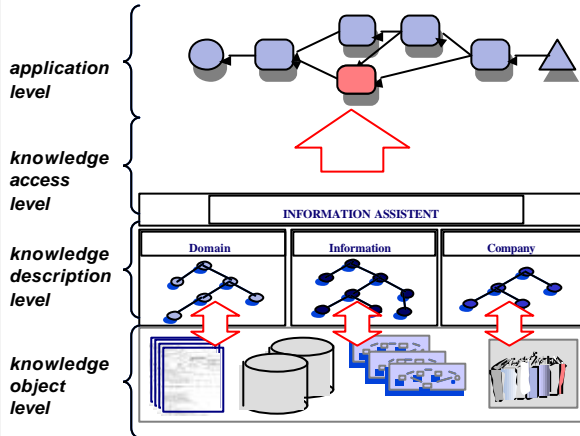 application
level
knowledge
access
level
INFORMATION ASSISTENT
knowledge
description
level
Domain
Information
Company
knowledge
object
level